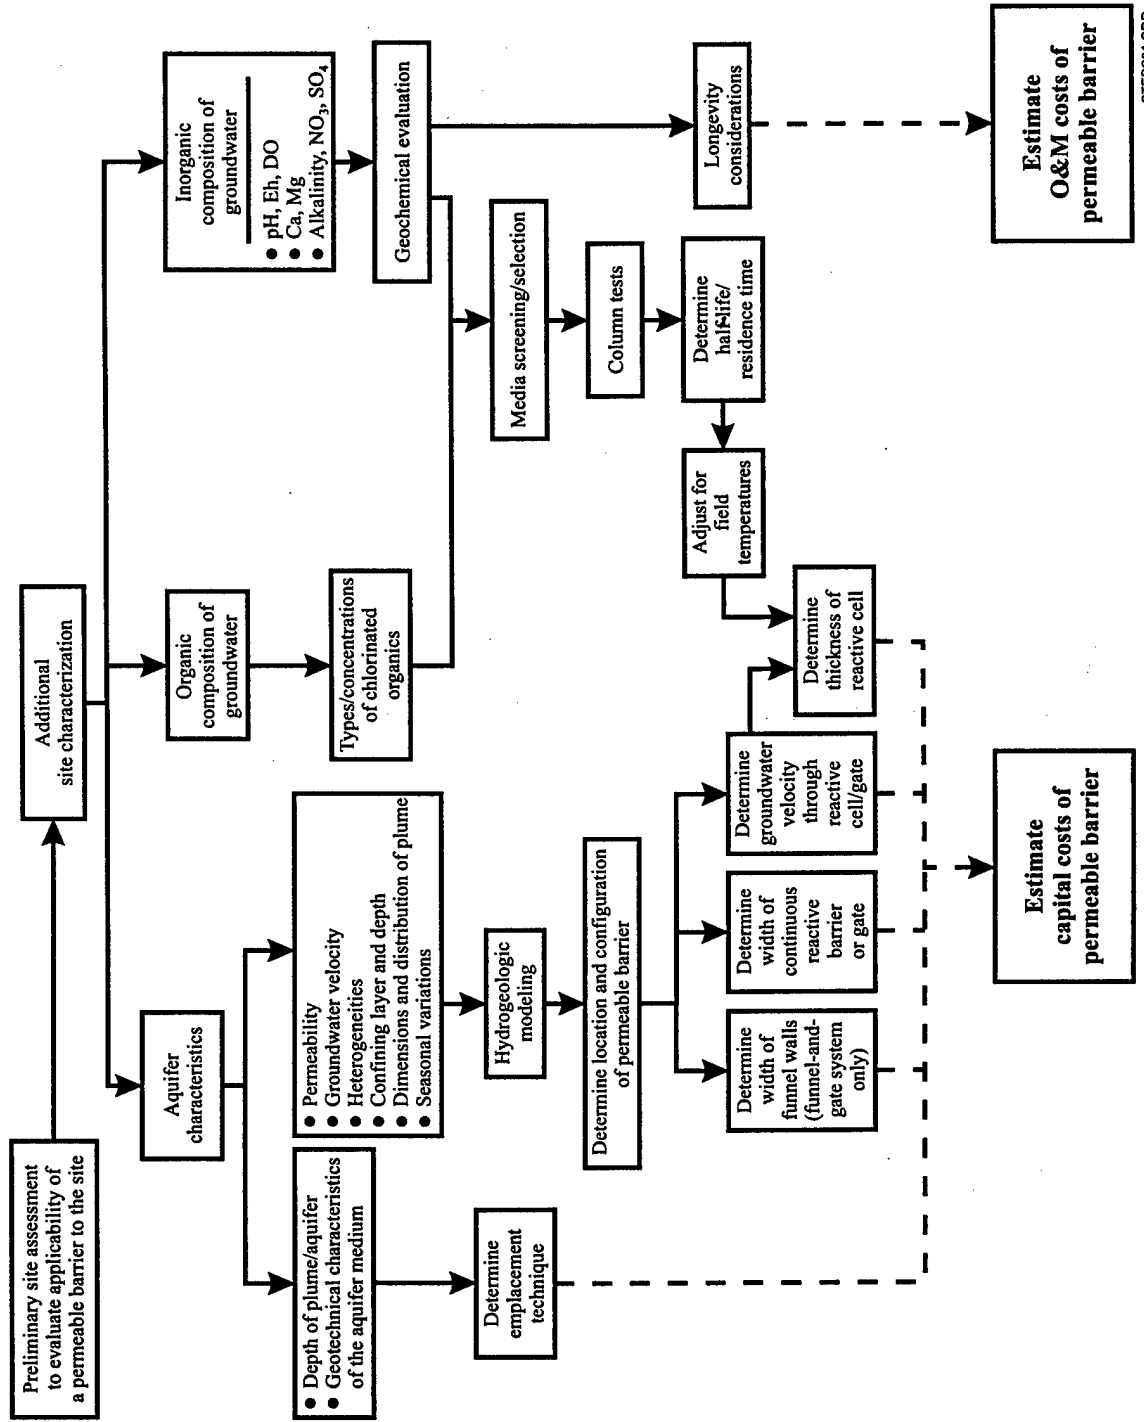 Preliminary site assessment
to evaluate applicability of
a permeable barrier to the site
Additional
site characterization
Aquifer
characteristics
Organic
composition of
groundwater
Inorganic
composition of
groundwater
● pH, Eh, DO
● Ca, Mg
● Alkalinity, NO₃, SO₄
● Depth of plume/aquifer
● Geotechnical characteristics
of the aquifer medium
● Permeability
● Groundwater velocity
● Heterogeneities
● Confining layer and depth
● Dimensions and distribution of plume
● Seasonal variations
Types/concentrations
of chlorinated
organics
Geochemical evaluation
Determine
emplacement
technique
Hydrogeologic
modeling
Media screening/selection
Determine location and configuration
of permeable barrier
Column tests
Longevity
considerations
Determine
half-life/
residence time
Adjust for
field
temperatures
Determine
width of
funnel walls
(funnel-and-
gate system
only)
Determine
width of
continuous
reactive
barrier
or gate
Determine
groundwater
velocity
through
reactive
cell/gate
Determine
thickness of
reactive cell
Estimate
capital costs of
permeable barrier
Estimate
O&M costs of
permeable barrier